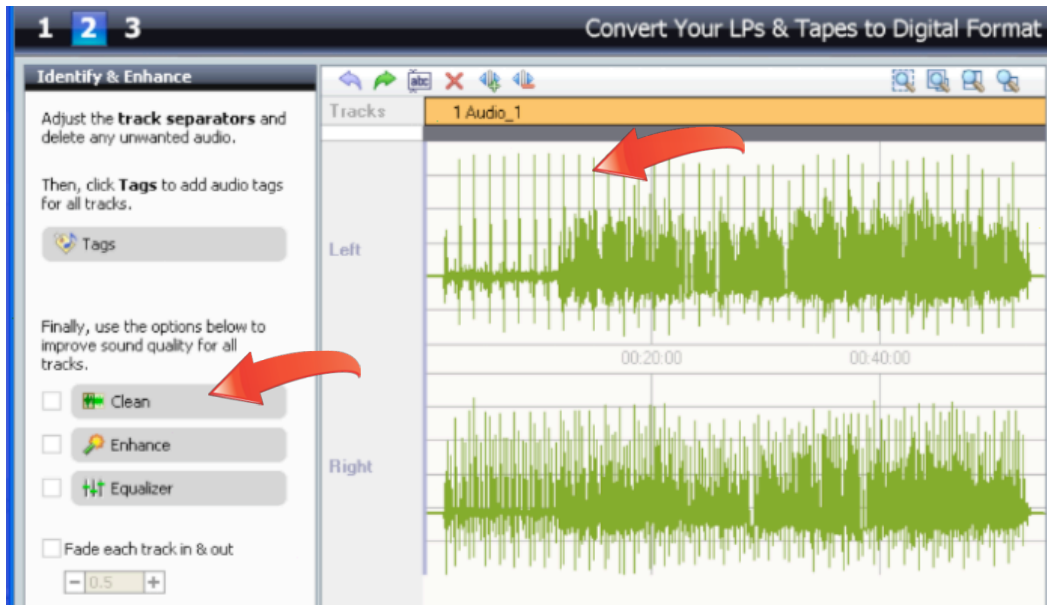 1 2 3
Convert Your LPs & Tapes to Digital Format
Identify & Enhance
Adjust the track separators and
delete any unwanted audio.
Then, click Tags to add audio tags
for all tracks.
Tags
Finally, use the options below to
improve sound quality for all
tracks.
Clean
Enhance
Equalizer
Fade each track in & out
0.5
abc
Tracks
1 Audio_1
Left
00:20:00 00:40:00
Right